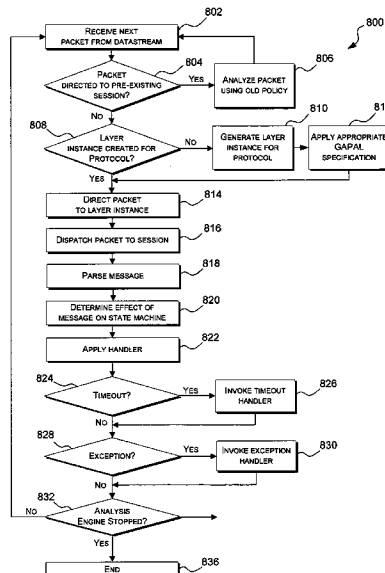 802
RECEIVE NEXT
PACKET FROM DATASTREAM
800
804
PACKET
DIRECTED TO PRE-EXISTING
SESSION?
YES
806
ANALYZE PACKET
USING OLD POLICY
NO
808
LAYER
INSTANCE CREATED FOR
PROTOCOL?
NO
810
GENERATE LAYER
INSTANCE FOR
PROTOCOL
APPLY APPROPRIATE
GAPAL
SPECIFICATION
YES
DIRECT PACKET
TO LAYER INSTANCE
814
DISPATCH PACKET TO SESSION
816
PARSE MESSAGE
818
DETERMINE EFFECT OF
MESSAGE ON STATE MACHINE
820
APPLY HANDLER
822
824
TIMEOUT?
YES
INVOKE TIMEOUT
HANDLER
826
NO
828
EXCEPTION?
YES
INVOKE EXCEPTION
HANDLER
830
NO
832
ANALYSIS
ENGINE STOPPED?
NO
YES
END
836